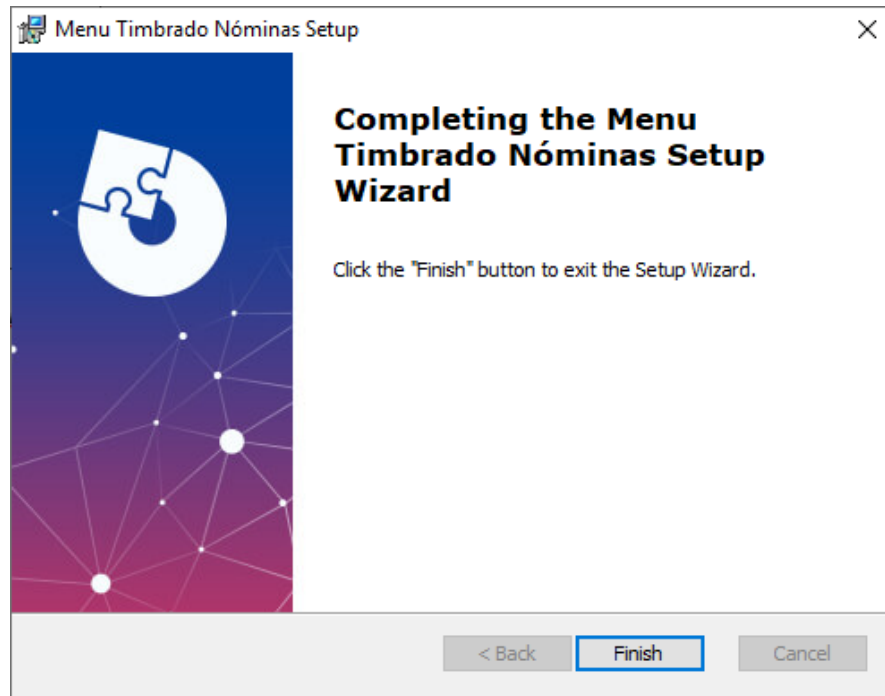 Menu Timbrado Nóminas Setup
Completing the Menu
Timbrado Nóminas Setup
Wizard
Click the "Finish" button to exit the Setup Wizard.
< Back Finish Cancel